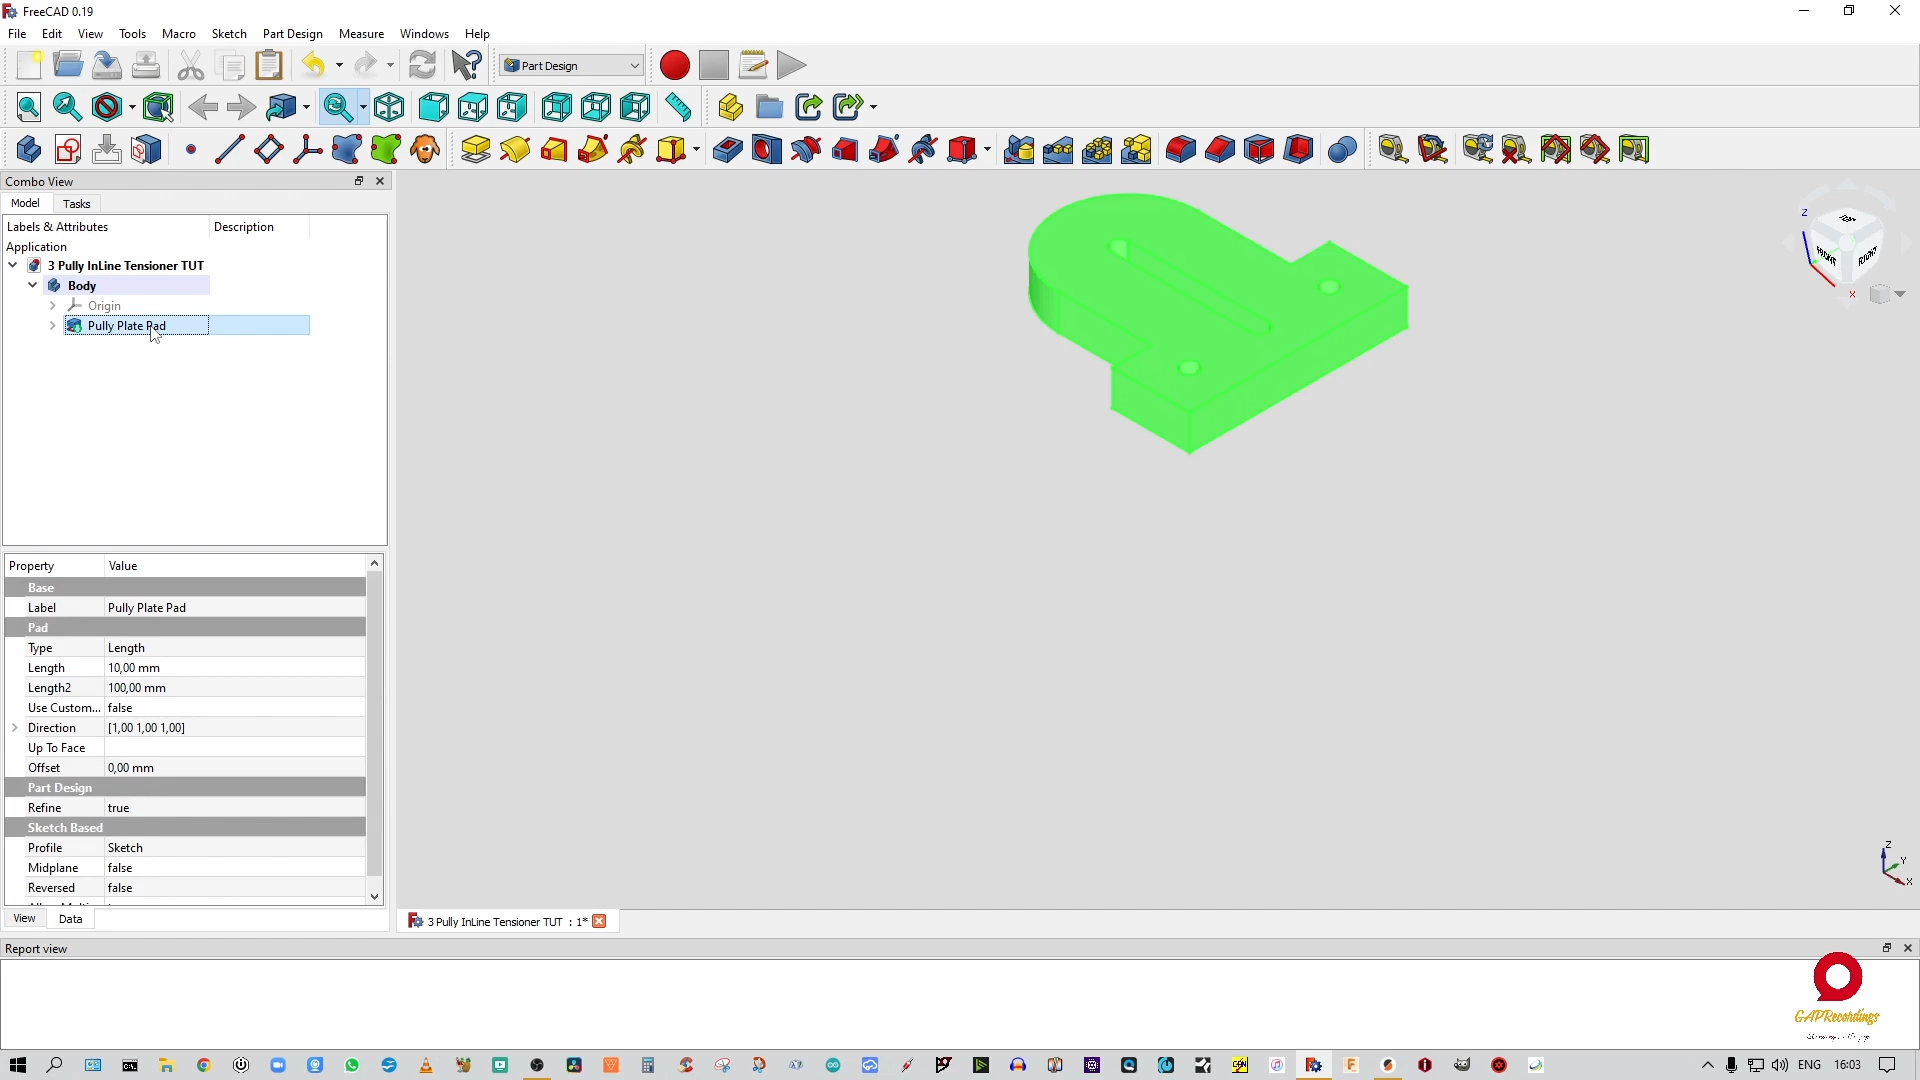 FreeCAD 0.19
File Edit View Tools Macro Sketch Part Design Measure Windows Help
Part Design
Combo View
Model Tasks
Labels & Attributes Description
Application
3 Pully InLine Tensioner TUT
Body
Origin
Pully Plate Pad
TOP
FRONT RIGHT
Z
X
Property Value
Base
Label Pully Plate Pad
Pad
Type Length
Length 10,00 mm
Length2 100,00 mm
Use Custom... false
Direction [1,00 1,00 1,00]
Up To Face
Offset 0,00 mm
Part Design
Refine true
Sketch Based
Profile Sketch
Midplane false
Reversed false
Z
Y
X
View Data
3 Pully InLine Tensioner TUT : 1*
Report view
GAPRecordings
ENG 16:03